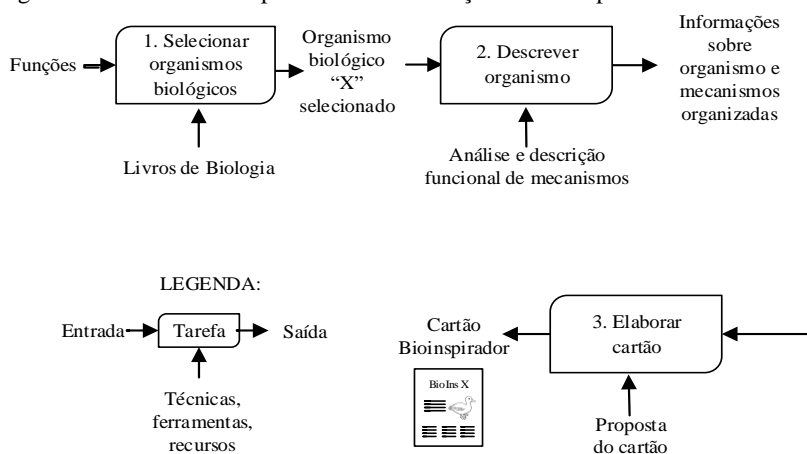 Funções
1. Selecionar
organismos
biológicos
Livros de Biologia
Organismo
biológico
“X”
selecionado
2. Descrever
organismo
Análise e descrição
funcional de mecanismos
Informações
sobre
organismo e
mecanismos
organizadas
LEGENDA:
Entrada
Tarefa
Saída
Técnicas,
ferramentas,
recursos
Cartão
Bioinspirador
BioIns X
3. Elaborar
cartão
Proposta
do cartão